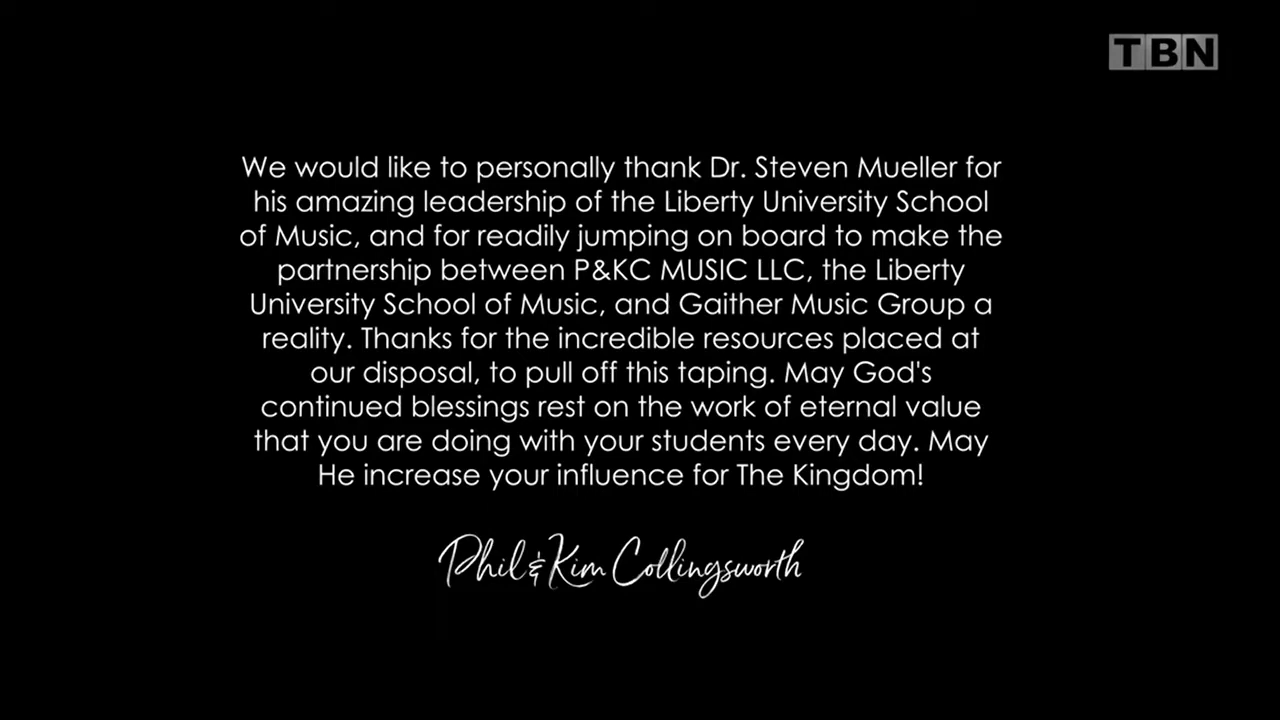 TBN
We would like to personally thank Dr. Steven Mueller for
his amazing leadership of the Liberty University School
of Music, and for readily jumping on board to make the
partnership between P&KC MUSIC LLC, the Liberty
University School of Music, and Gaither Music Group a
reality. Thanks for the incredible resources placed at
our disposal, to pull off this taping. May God's
continued blessings rest on the work of eternal value
that you are doing with your students every day. May
He increase your influence for The Kingdom!
Phil & Kim Collingsworth